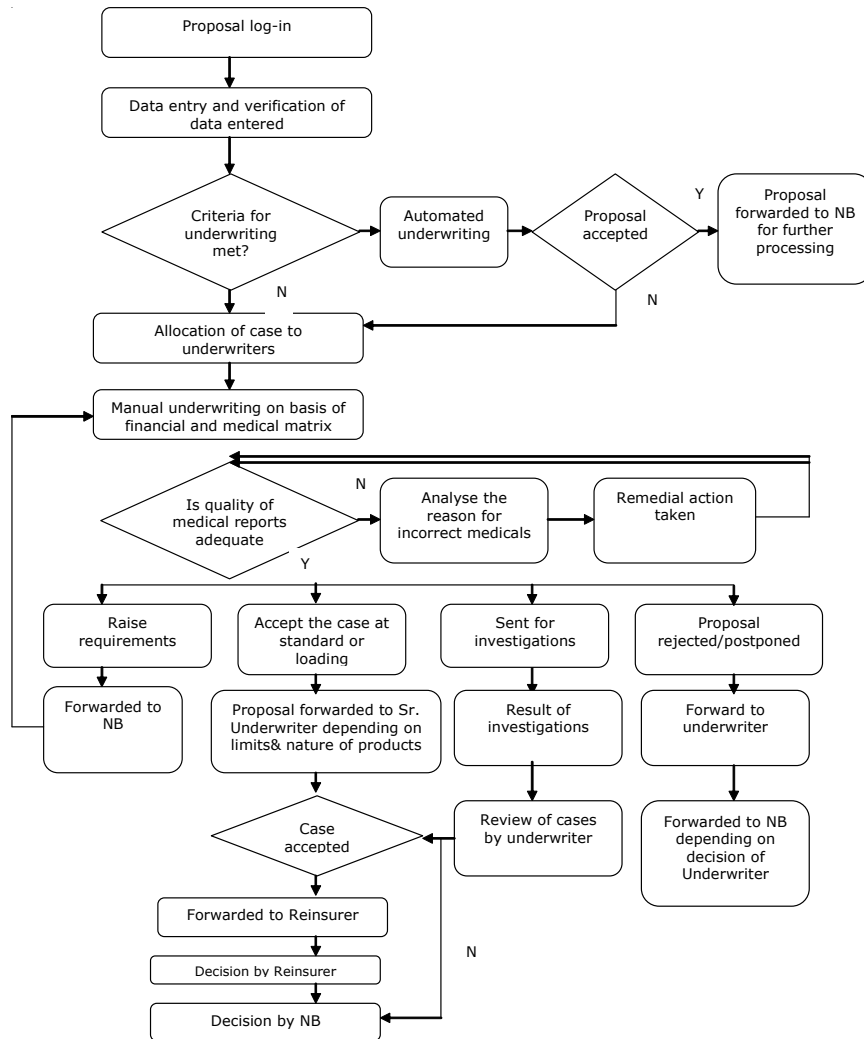 Proposal log-in
Data entry and verification of
data entered
Criteria for
underwriting
met?
Automated
underwriting
Proposal
accepted
Y
Proposal
forwarded to NB
for further
processing
N
N
Allocation of case to
underwriters
Manual underwriting on basis of
financial and medical matrix
Is quality of
medical reports
adequate
N
Analyse the
reason for
incorrect medicals
Remedial action
taken
Y
Raise
requirements
Accept the case at
standard or
loading
Sent for
investigations
Proposal
rejected/postponed
Forwarded to
NB
Proposal forwarded to Sr.
Underwriter depending on
limits& nature of products
Result of
investigations
Forward to
underwriter
Case
accepted
Review of cases
by underwriter
Forwarded to NB
depending on
decision of
Underwriter
Forwarded to Reinsurer
N
Decision by Reinsurer
Decision by NB